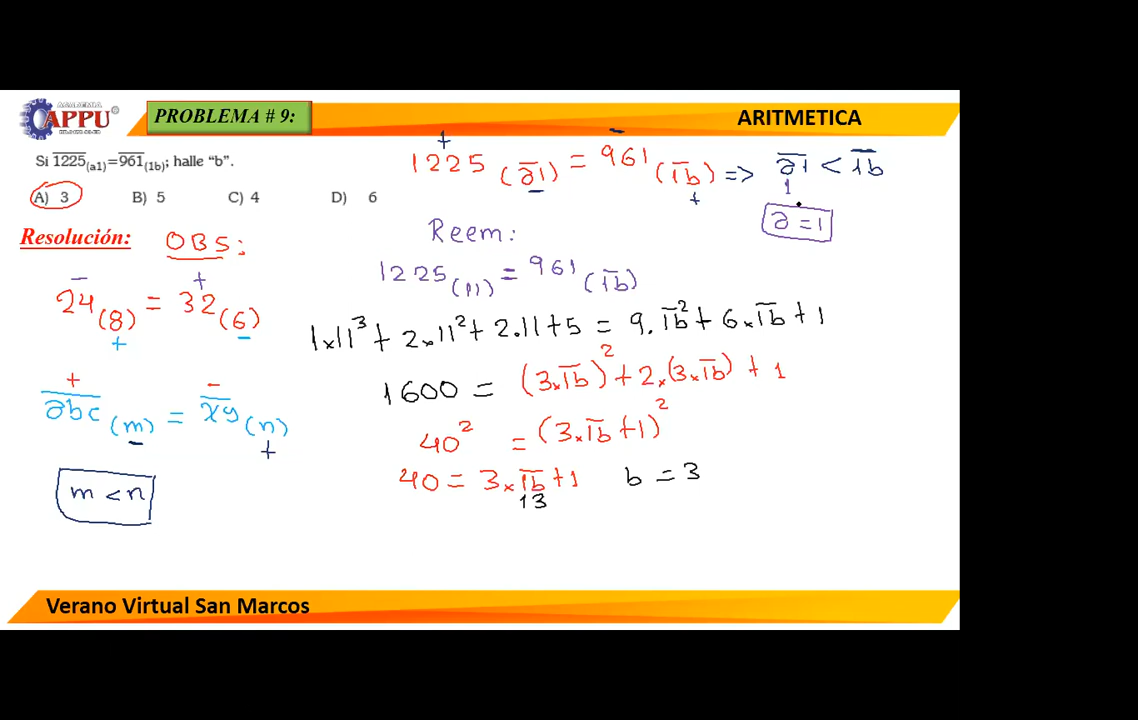 ACADEMIA
APPU®
PROBLEMA # 9:
ARITMETICA
Si 1225(a1)=961(1b); halle “b”.
A) 3 B) 5 C) 4 D) 6
Resolución: OBS:
− +
24(8) = 32(6)
+ −
+ −
abc(m) = xy(n)
− +
m < n
+ −
1225(a1) = 961(1b) => a1 < 1b
− + 1
a = 1
Reem:
1225(11) = 961(1b)
1x11³ + 2x11² + 2.11+5 = 9.1b² + 6x1b + 1
1600 = (3x1b)² + 2x(3x1b) + 1
40² = (3x1b+1)²
40 = 3x1b+1 b = 3
13
Verano Virtual San Marcos